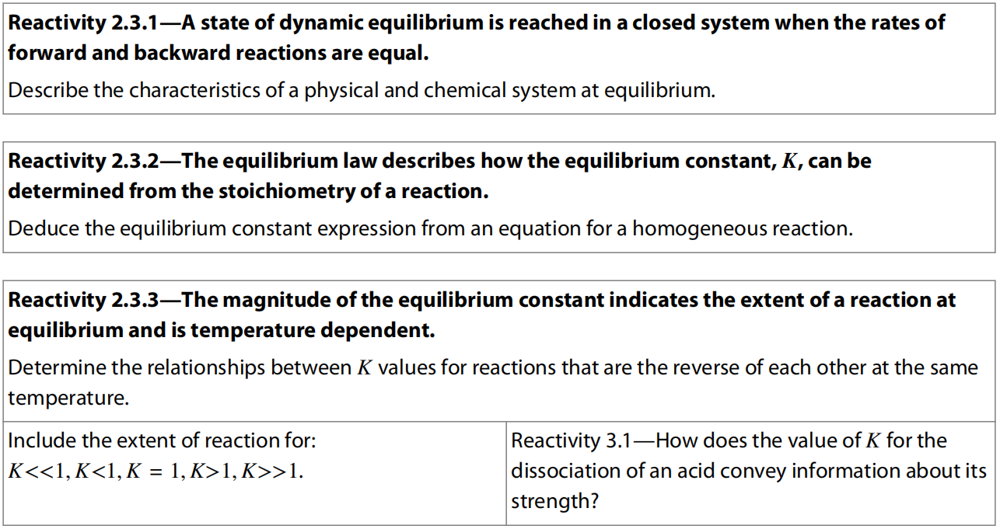 Reactivity 2.3.1—A state of dynamic equilibrium is reached in a closed system when the rates of
forward and backward reactions are equal.
Describe the characteristics of a physical and chemical system at equilibrium.
Reactivity 2.3.2—The equilibrium law describes how the equilibrium constant, K, can be
determined from the stoichiometry of a reaction.
Deduce the equilibrium constant expression from an equation for a homogeneous reaction.
Reactivity 2.3.3—The magnitude of the equilibrium constant indicates the extent of a reaction at
equilibrium and is temperature dependent.
Determine the relationships between K values for reactions that are the reverse of each other at the same
temperature.
Include the extent of reaction for:
K<<1, K<1, K = 1, K>1, K>>1.
Reactivity 3.1—How does the value of K for the
dissociation of an acid convey information about its
strength?